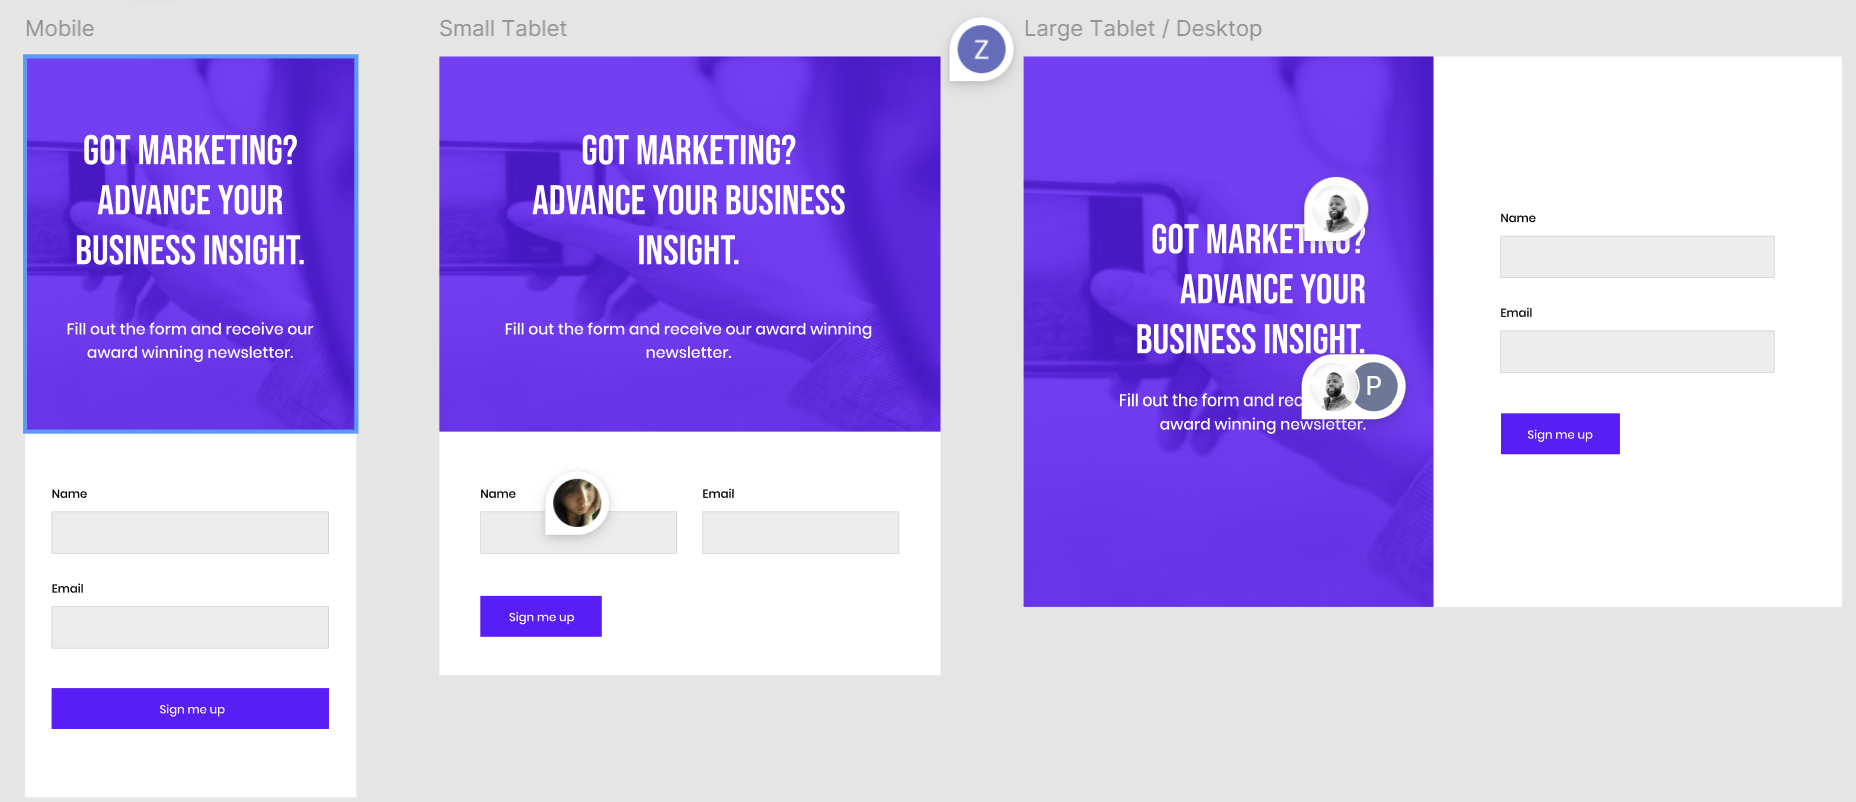 Mobile
GOT MARKETING?
ADVANCE YOUR
BUSINESS INSIGHT.
Fill out the form and receive our
award winning newsletter.
Name
Email
Sign me up
Small Tablet
GOT MARKETING?
ADVANCE YOUR BUSINESS
INSIGHT.
Fill out the form and receive our award winning
newsletter.
Name
Email
Sign me up
Z
Large Tablet / Desktop
GOT MARKETING?
ADVANCE YOUR
BUSINESS INSIGHT.
P
Fill out the form and
award winning newsletter.
Name
Email
Sign me up